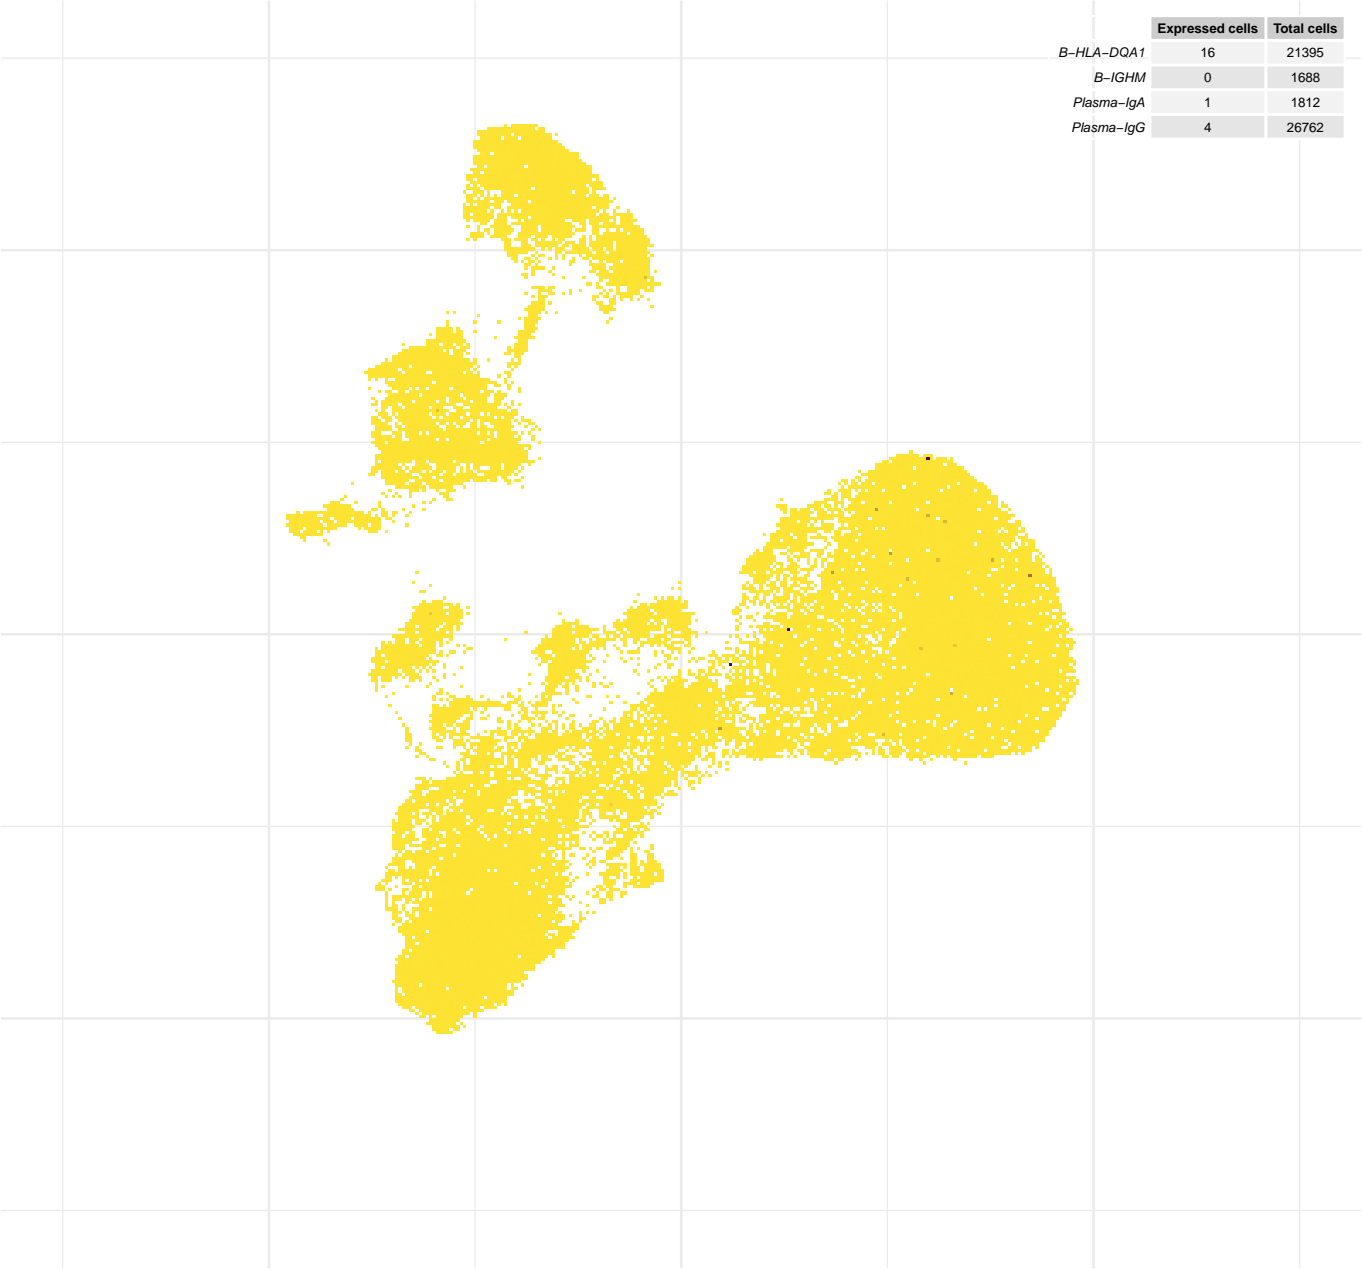 Expressed cells Total cells
B−HLA−DQA1 16 21395
B−IGHM 0 1688
Plasma−IgA 1 1812
Plasma−IgG 4 26762